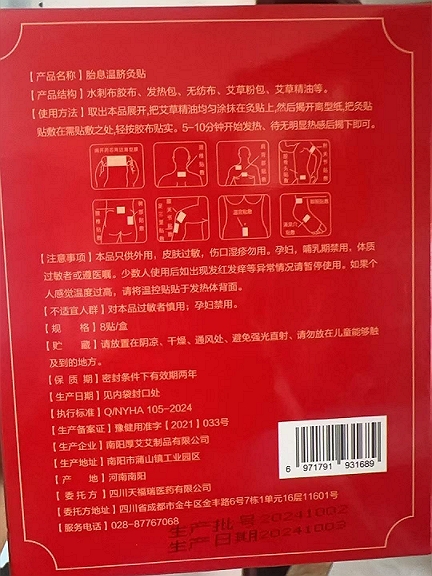 【产品名称】胎息温脐灸贴
【产品结构】水刺布胶布、发热包、无纺布、艾草粉包、艾草精油等。
【使用方法】取出本品展开,把艾草精油均匀涂抹在灸贴上,然后揭开离型纸,把灸贴
贴敷在需贴敷之处,轻按胶布贴实。5-10分钟开始发热、待无明显热感后揭下即可。
【注意事项】本品只供外用，皮肤过敏，伤口湿疹勿用。孕妇，哺乳期禁用，体质
过敏者或遵医嘱。少数人使用后如出现发红发痒等异常情况请暂停使用。如果个
人感觉温度过高，请将温控贴贴于发热体背面。
【不适宜人群】对本品过敏者慎用；孕妇禁用。
【规 格】8贴/盒
【贮 藏】请放置在阴凉、干燥、通风处、避免强光直射、请勿放在儿童能够触
及到的地方。
【保 质 期】密封条件下有效期两年
【生产日期】见内袋封口处
【执行标准】Q/NYHA 105-2024
【生产备案证】豫健用准字【2021】033号
【生产企业】南阳厚艾艾制品有限公司
【生产地址】南阳市蒲山镇工业园区
【产 地】河南南阳
【委 托 方】四川天福瑞医药有限公司
【委托方地址】四川省成都市金牛区金丰路6号7栋1单元16层11601号
【服务电话】028-87767068
6 971791 931689
生产批号20241002
生产日期20241003